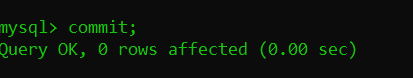 mysql> commit;
Query OK, 0 rows affected (0.00 sec)